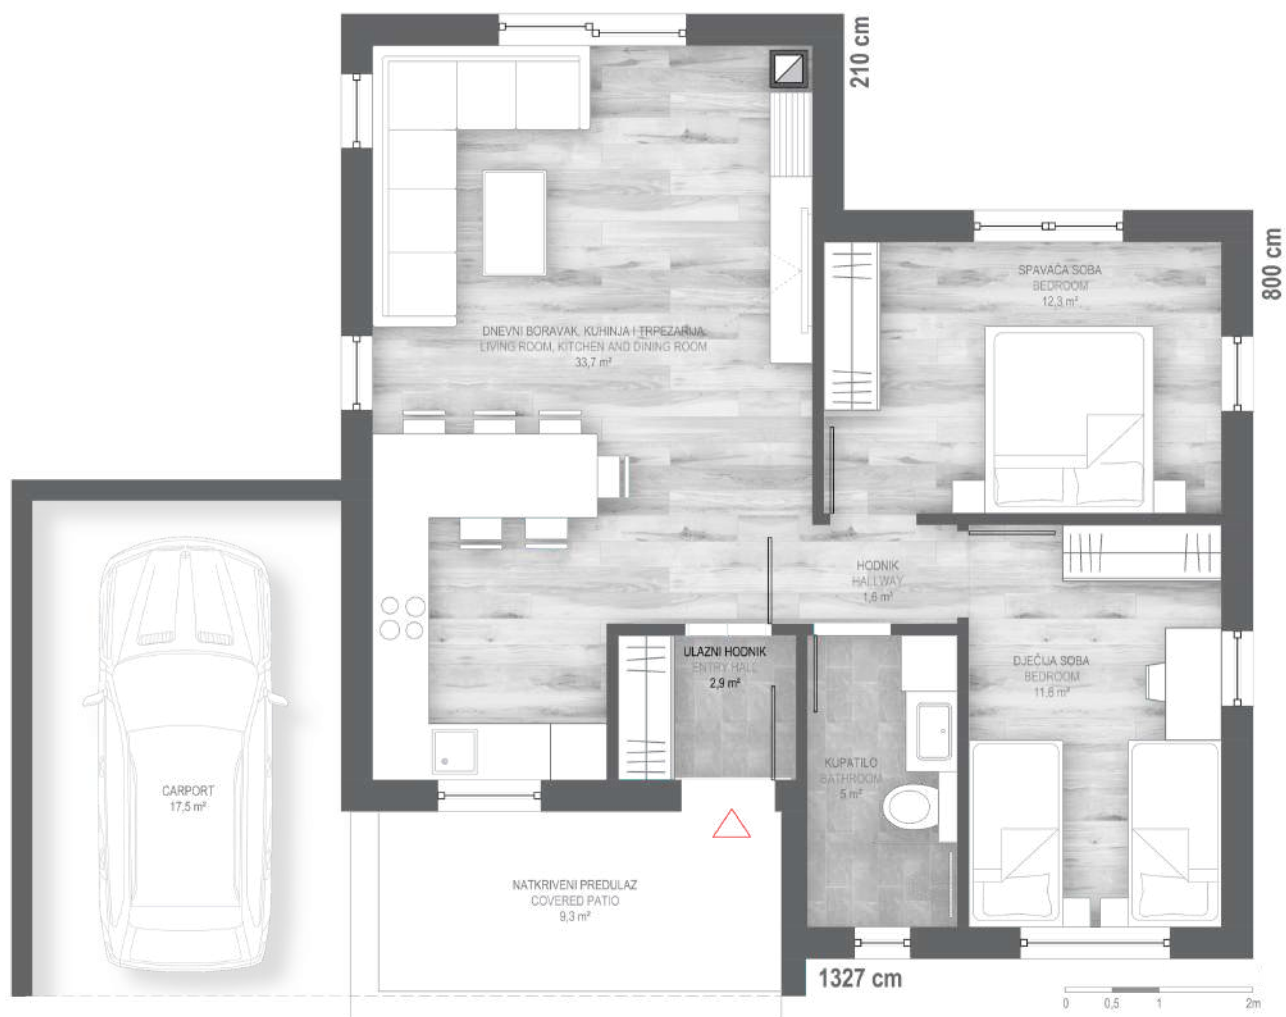 210 cm
800 cm
SPAVAĆA SOBA
BEDROOM
12,3 m²
DNEVNI BORAVAK, KUHINJA I TRPEZARIJA
LIVING ROOM, KITCHEN AND DINING ROOM
33,7 m²
HODNIK
HALLWAY
1,6 m²
ULAZNI HODNIK
ENTRY HALL
2,9 m²
DJEČIJA SOBA
BEDROOM
11,6 m²
KUPATILO
BATHROOM
5 m²
CARPORT
17,5 m²
NATKRIVENI PREDULAZ
COVERED PATIO
9,3 m²
1327 cm
0 0,5 1 2m